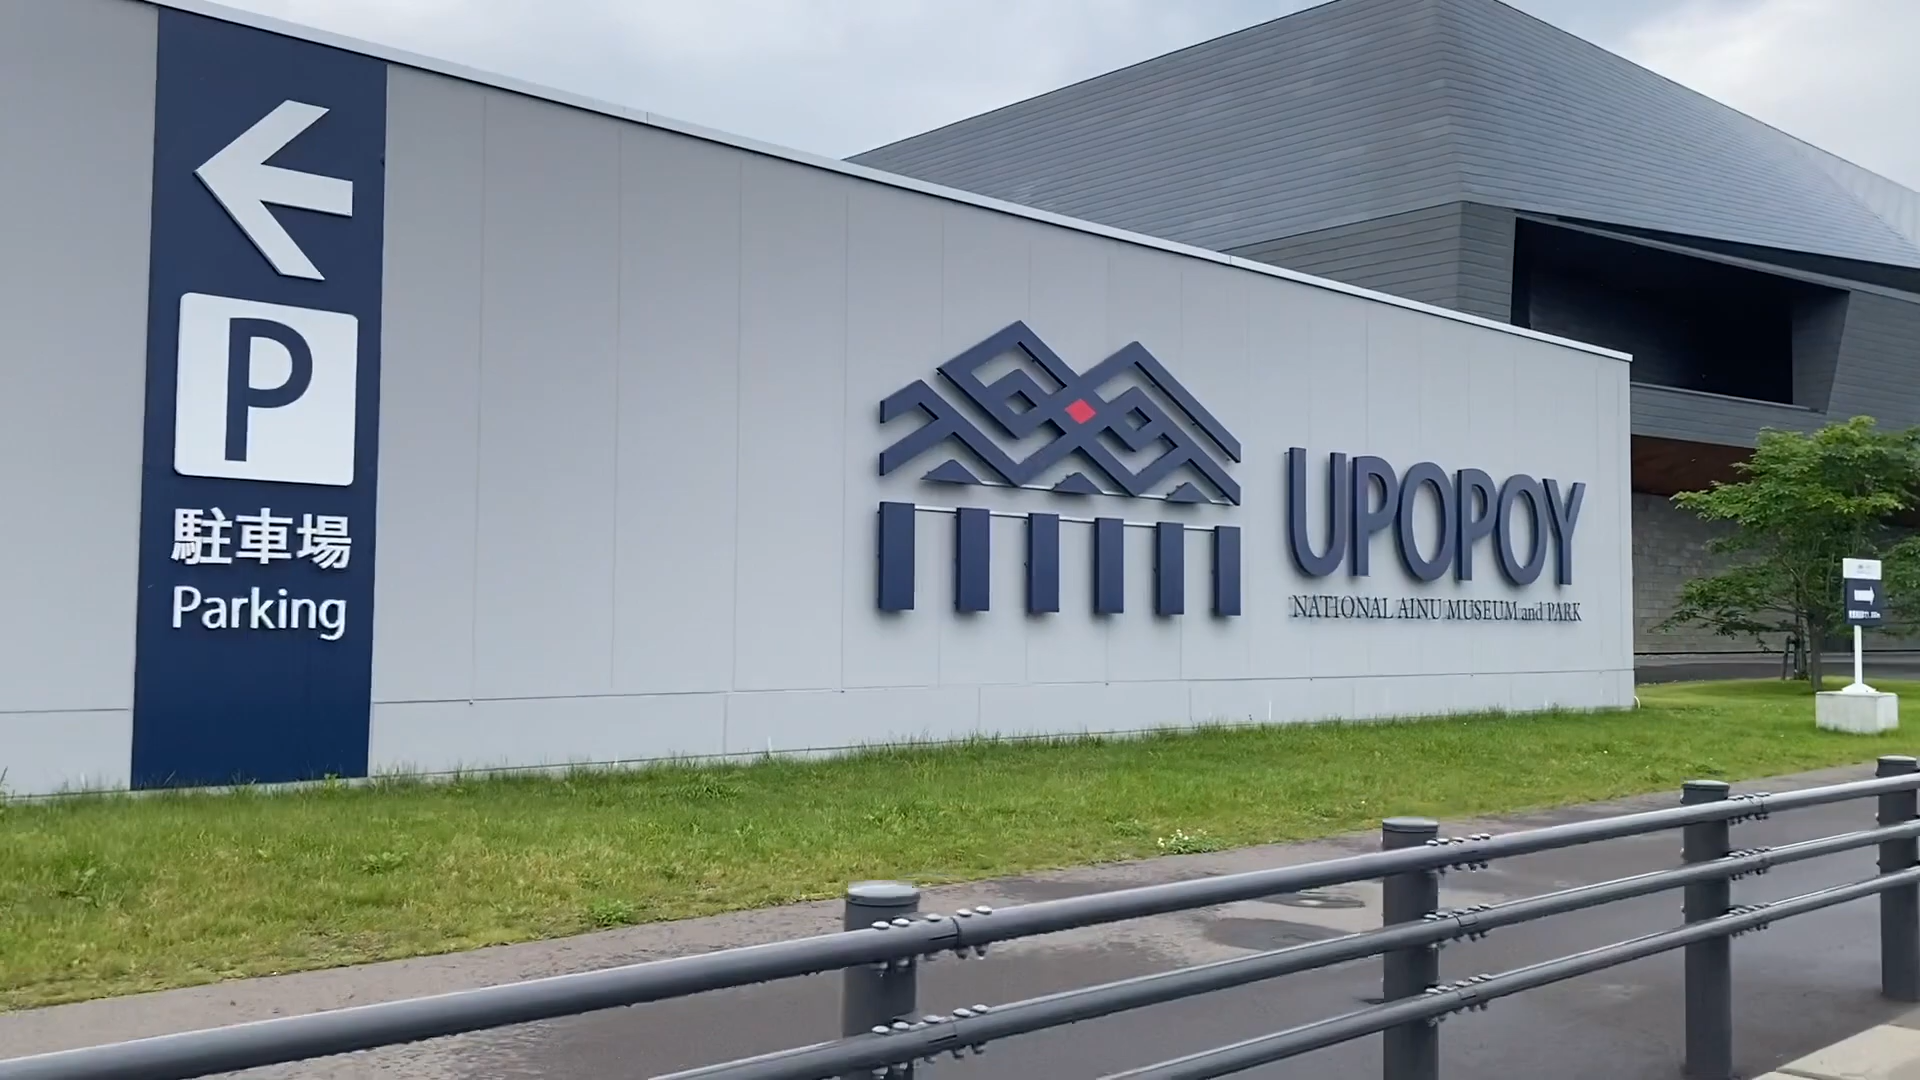 P
駐車場
Parking
UPOPOY
NATIONAL AINU MUSEUM and PARK